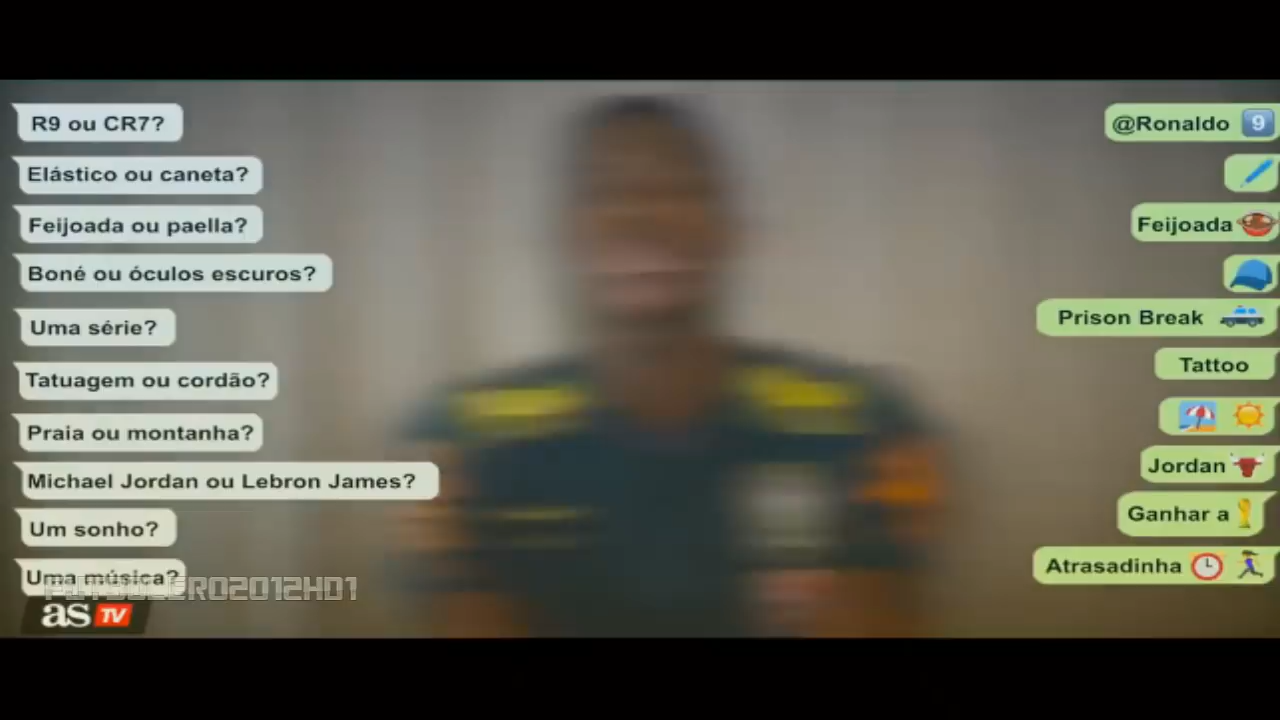 R9 ou CR7?
@Ronaldo 9
Elástico ou caneta?
Feijoada ou paella?
Feijoada
Boné ou óculos escuros?
Uma série?
Prison Break
Tatuagem ou cordão?
Tattoo
Praia ou montanha?
Michael Jordan ou Lebron James?
Jordan
Um sonho?
Ganhar a
Uma música?
Atrasadinha
as TV